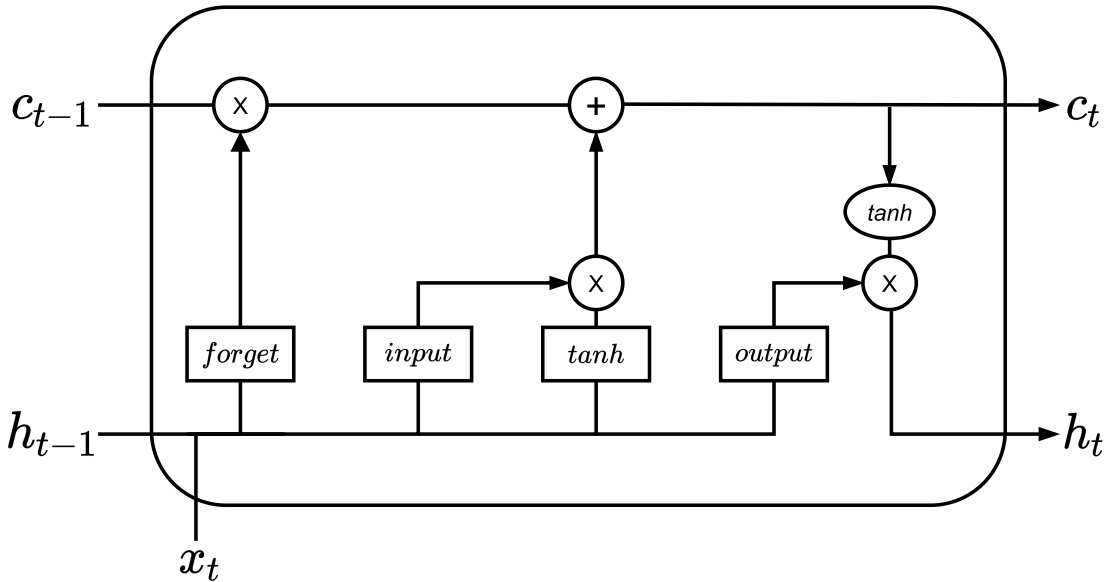 c_{t-1} x + c_t
tanh
x x
forget input tanh output
h_{t-1} h_t
x_t